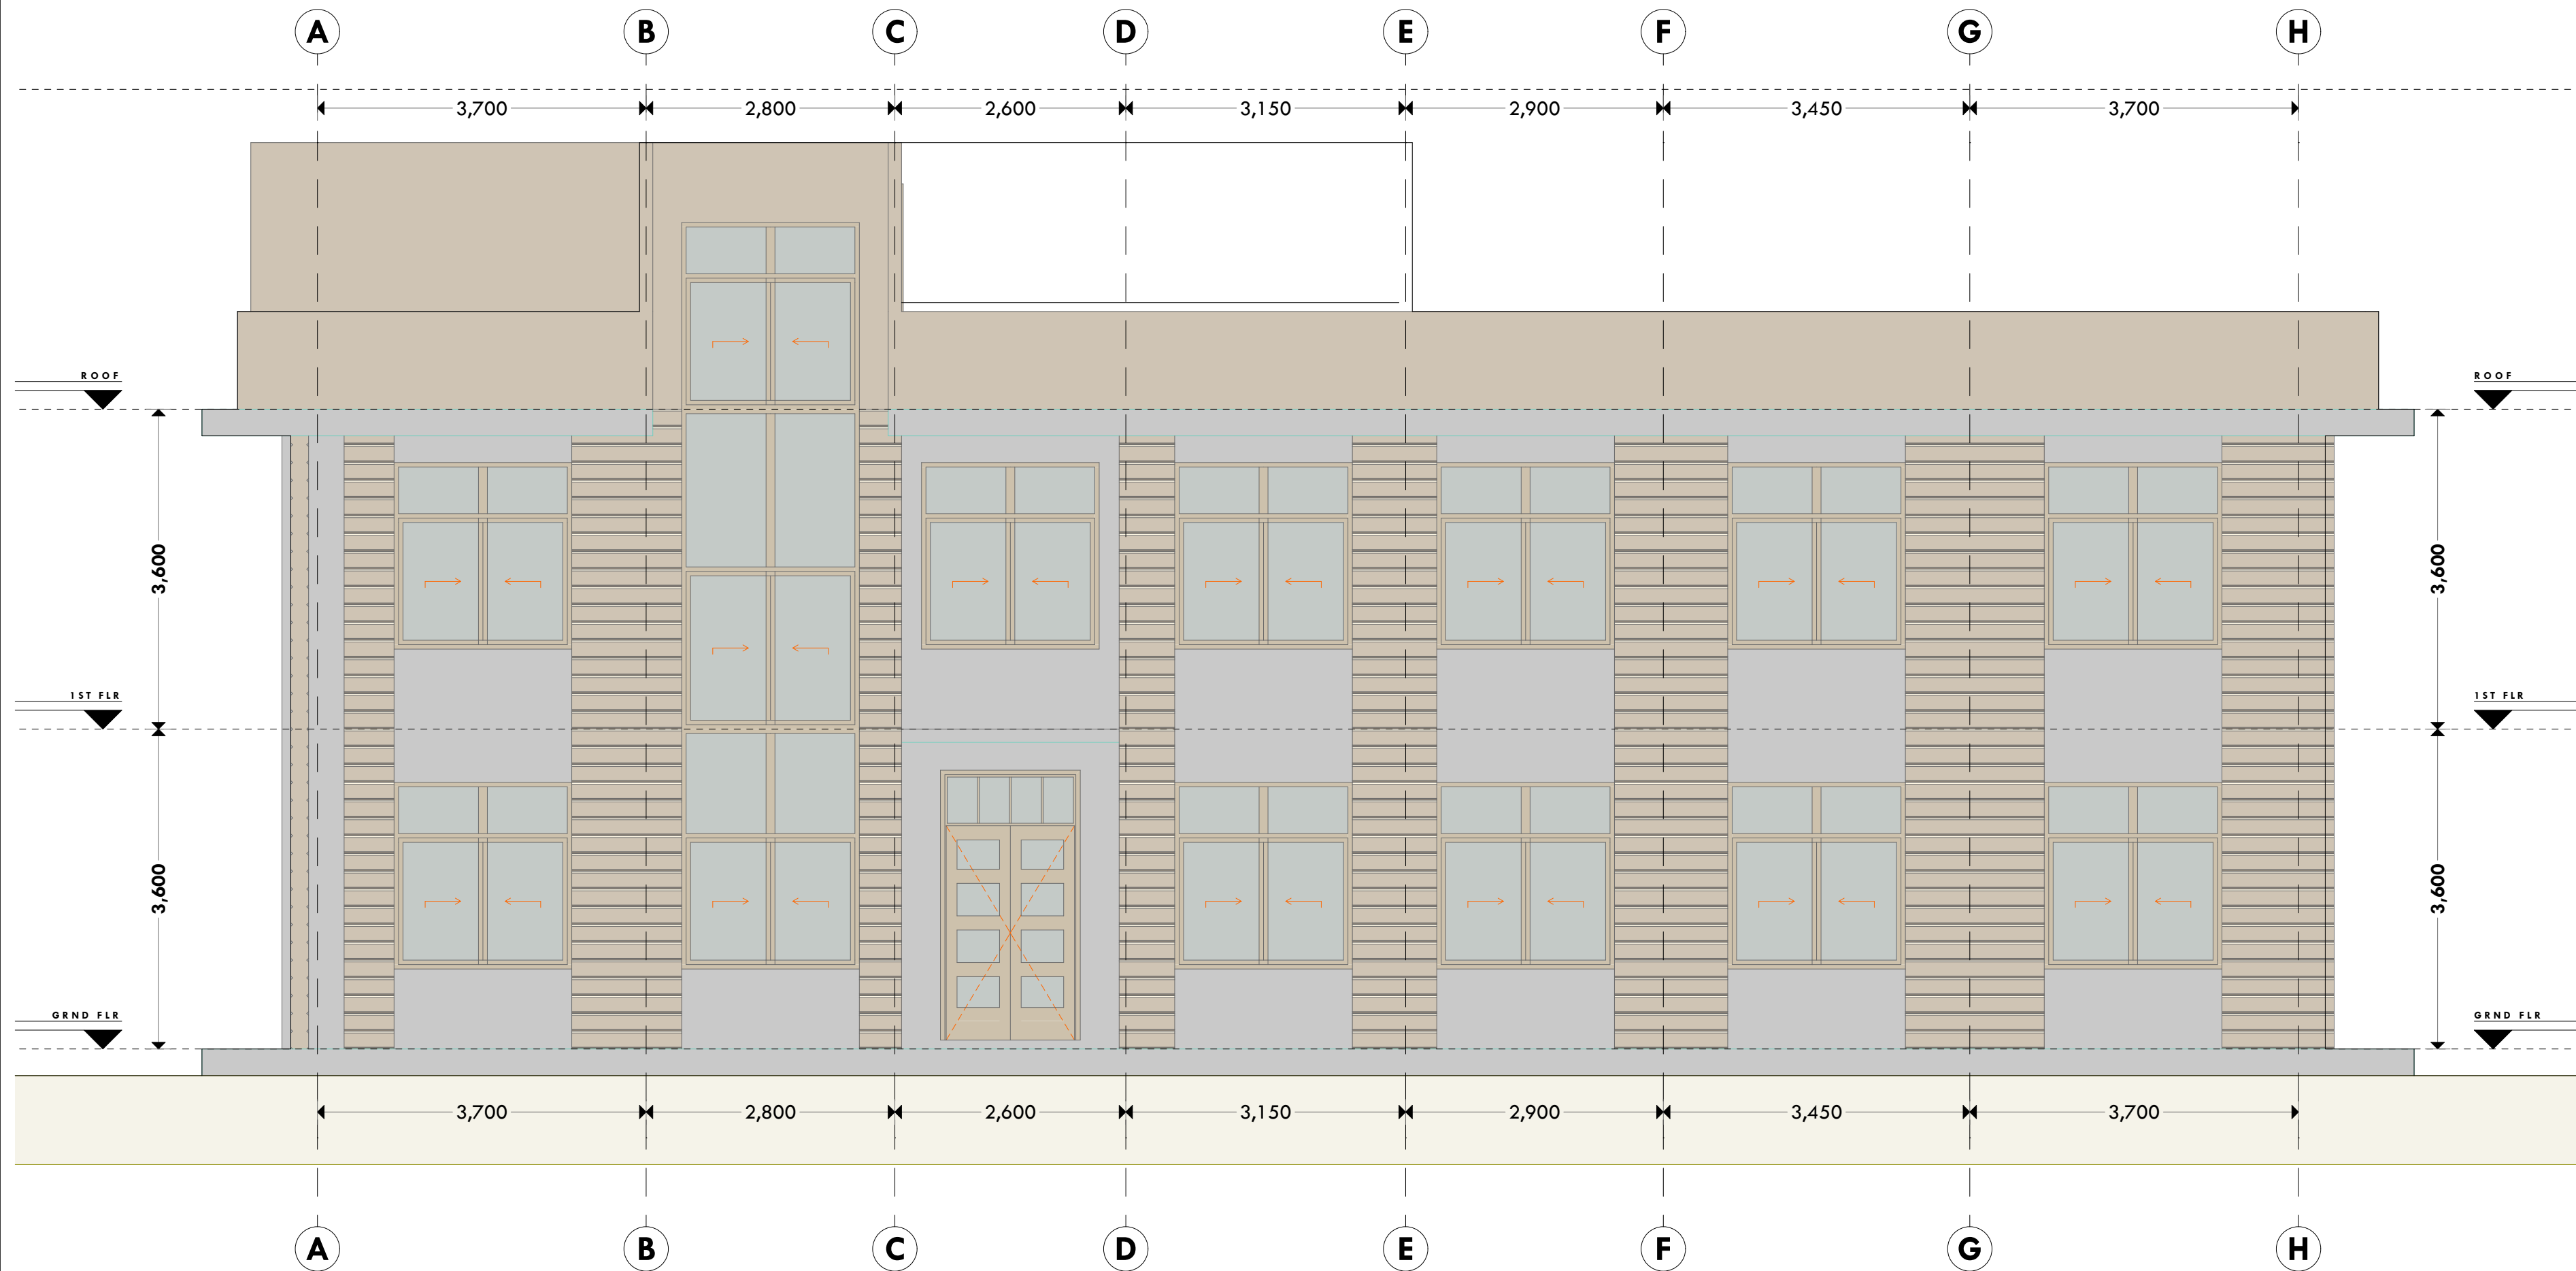 A B C D E F G H
3,700 2,800 2,600 3,150 2,900 3,450 3,700
ROOF ROOF
3,600 3,600
1ST FLR 1ST FLR
3,600 3,600
GRND FLR GRND FLR
3,700 2,800 2,600 3,150 2,900 3,450 3,700
A B C D E F G H